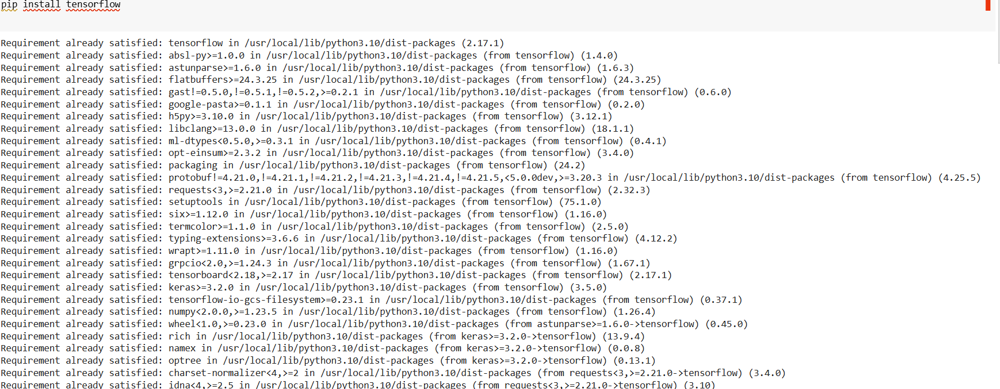 pip install tensorflow
Requirement already satisfied: tensorflow in /usr/local/lib/python3.10/dist-packages (2.17.1)
Requirement already satisfied: absl-py>=1.0.0 in /usr/local/lib/python3.10/dist-packages (from tensorflow) (1.4.0)
Requirement already satisfied: astunparse>=1.6.0 in /usr/local/lib/python3.10/dist-packages (from tensorflow) (1.6.3)
Requirement already satisfied: flatbuffers>=24.3.25 in /usr/local/lib/python3.10/dist-packages (from tensorflow) (24.3.25)
Requirement already satisfied: gast!=0.5.0,!=0.5.1,!=0.5.2,>=0.2.1 in /usr/local/lib/python3.10/dist-packages (from tensorflow) (0.6.0)
Requirement already satisfied: google-pasta>=0.1.1 in /usr/local/lib/python3.10/dist-packages (from tensorflow) (0.2.0)
Requirement already satisfied: h5py>=3.10.0 in /usr/local/lib/python3.10/dist-packages (from tensorflow) (3.12.1)
Requirement already satisfied: libclang>=13.0.0 in /usr/local/lib/python3.10/dist-packages (from tensorflow) (18.1.1)
Requirement already satisfied: ml-dtypes<0.5.0,>=0.3.1 in /usr/local/lib/python3.10/dist-packages (from tensorflow) (0.4.1)
Requirement already satisfied: opt-einsum>=2.3.2 in /usr/local/lib/python3.10/dist-packages (from tensorflow) (3.4.0)
Requirement already satisfied: packaging in /usr/local/lib/python3.10/dist-packages (from tensorflow) (24.2)
Requirement already satisfied: protobuf!=4.21.0,!=4.21.1,!=4.21.2,!=4.21.3,!=4.21.4,!=4.21.5,<5.0.0dev,>=3.20.3 in /usr/local/lib/python3.10/dist-packages (from tensorflow) (4.25.5)
Requirement already satisfied: requests<3,>=2.21.0 in /usr/local/lib/python3.10/dist-packages (from tensorflow) (2.32.3)
Requirement already satisfied: setuptools in /usr/local/lib/python3.10/dist-packages (from tensorflow) (75.1.0)
Requirement already satisfied: six>=1.12.0 in /usr/local/lib/python3.10/dist-packages (from tensorflow) (1.16.0)
Requirement already satisfied: termcolor>=1.1.0 in /usr/local/lib/python3.10/dist-packages (from tensorflow) (2.5.0)
Requirement already satisfied: typing-extensions>=3.6.6 in /usr/local/lib/python3.10/dist-packages (from tensorflow) (4.12.2)
Requirement already satisfied: wrapt>=1.11.0 in /usr/local/lib/python3.10/dist-packages (from tensorflow) (1.16.0)
Requirement already satisfied: grpcio<2.0,>=1.24.3 in /usr/local/lib/python3.10/dist-packages (from tensorflow) (1.67.1)
Requirement already satisfied: tensorboard<2.18,>=2.17 in /usr/local/lib/python3.10/dist-packages (from tensorflow) (2.17.1)
Requirement already satisfied: keras>=3.2.0 in /usr/local/lib/python3.10/dist-packages (from tensorflow) (3.5.0)
Requirement already satisfied: tensorflow-io-gcs-filesystem>=0.23.1 in /usr/local/lib/python3.10/dist-packages (from tensorflow) (0.37.1)
Requirement already satisfied: numpy<2.0.0,>=1.23.5 in /usr/local/lib/python3.10/dist-packages (from tensorflow) (1.26.4)
Requirement already satisfied: wheel<1.0,>=0.23.0 in /usr/local/lib/python3.10/dist-packages (from astunparse>=1.6.0->tensorflow) (0.45.0)
Requirement already satisfied: rich in /usr/local/lib/python3.10/dist-packages (from keras>=3.2.0->tensorflow) (13.9.4)
Requirement already satisfied: namex in /usr/local/lib/python3.10/dist-packages (from keras>=3.2.0->tensorflow) (0.0.8)
Requirement already satisfied: optree in /usr/local/lib/python3.10/dist-packages (from keras>=3.2.0->tensorflow) (0.13.1)
Requirement already satisfied: charset-normalizer<4,>=2 in /usr/local/lib/python3.10/dist-packages (from requests<3,>=2.21.0->tensorflow) (3.4.0)
Requirement already satisfied: idna<4,>=2.5 in /usr/local/lib/python3.10/dist-packages (from requests<3,>=2.21.0->tensorflow) (3.10)